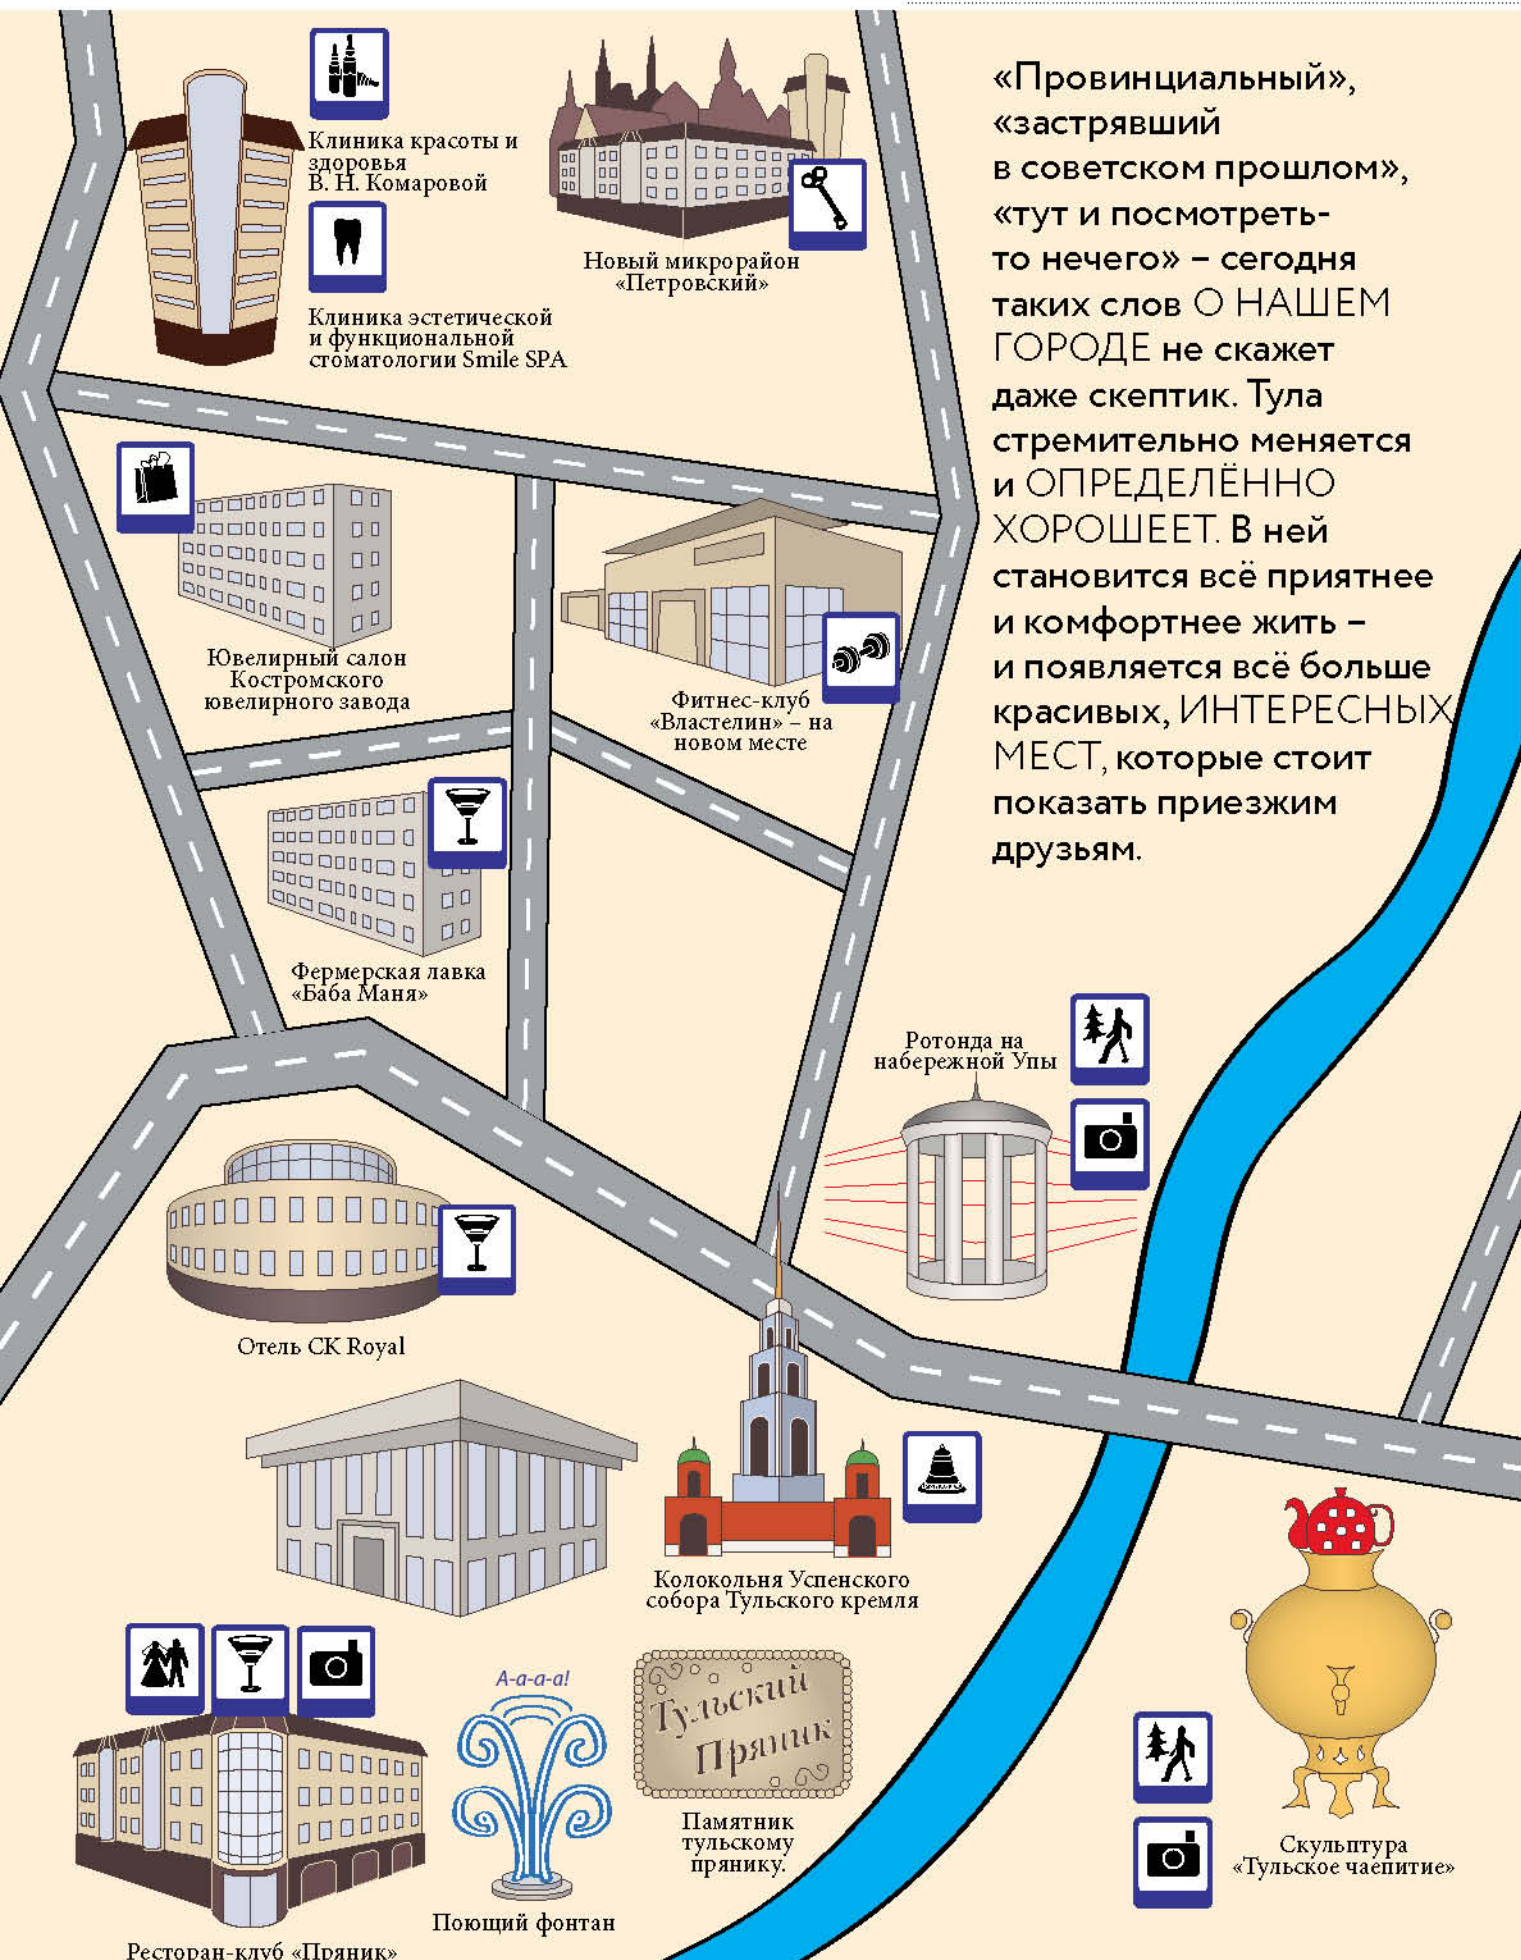 Клиника красоты и
здоровья
В. Н. Комаровой
Клиника эстетической
и функциональной
стоматологии Smile SPA
Новый микрорайон
«Петровский»
«Провинциальный»,
«застрявший
в советском прошлом»,
«тут и посмотреть-
то нечего» – сегодня
таких слов О НАШЕМ
ГОРОДЕ не скажет
даже скептик. Тула
стремительно меняется
и ОПРЕДЕЛЁННО
ХОРОШЕЕТ. В ней
становится всё приятнее
и комфортнее жить –
и появляется всё больше
красивых, ИНТЕРЕСНЫХ
МЕСТ, которые стоит
показать приезжим
друзьям.
Ювелирный салон
Костромского
ювелирного завода
Фитнес-клуб
«Властелин» – на
новом месте
Фермерская лавка
«Баба Маня»
Ротонда на
набережной Упы
Отель СК Royal
Колокольня Успенского
собора Тульского кремля
А-а-а-а!
Тульский
Пряник
Памятник
тульскому
прянику.
Скульптура
«Тульское чаепитие»
Поющий фонтан
Ресторан-клуб «Пряник»